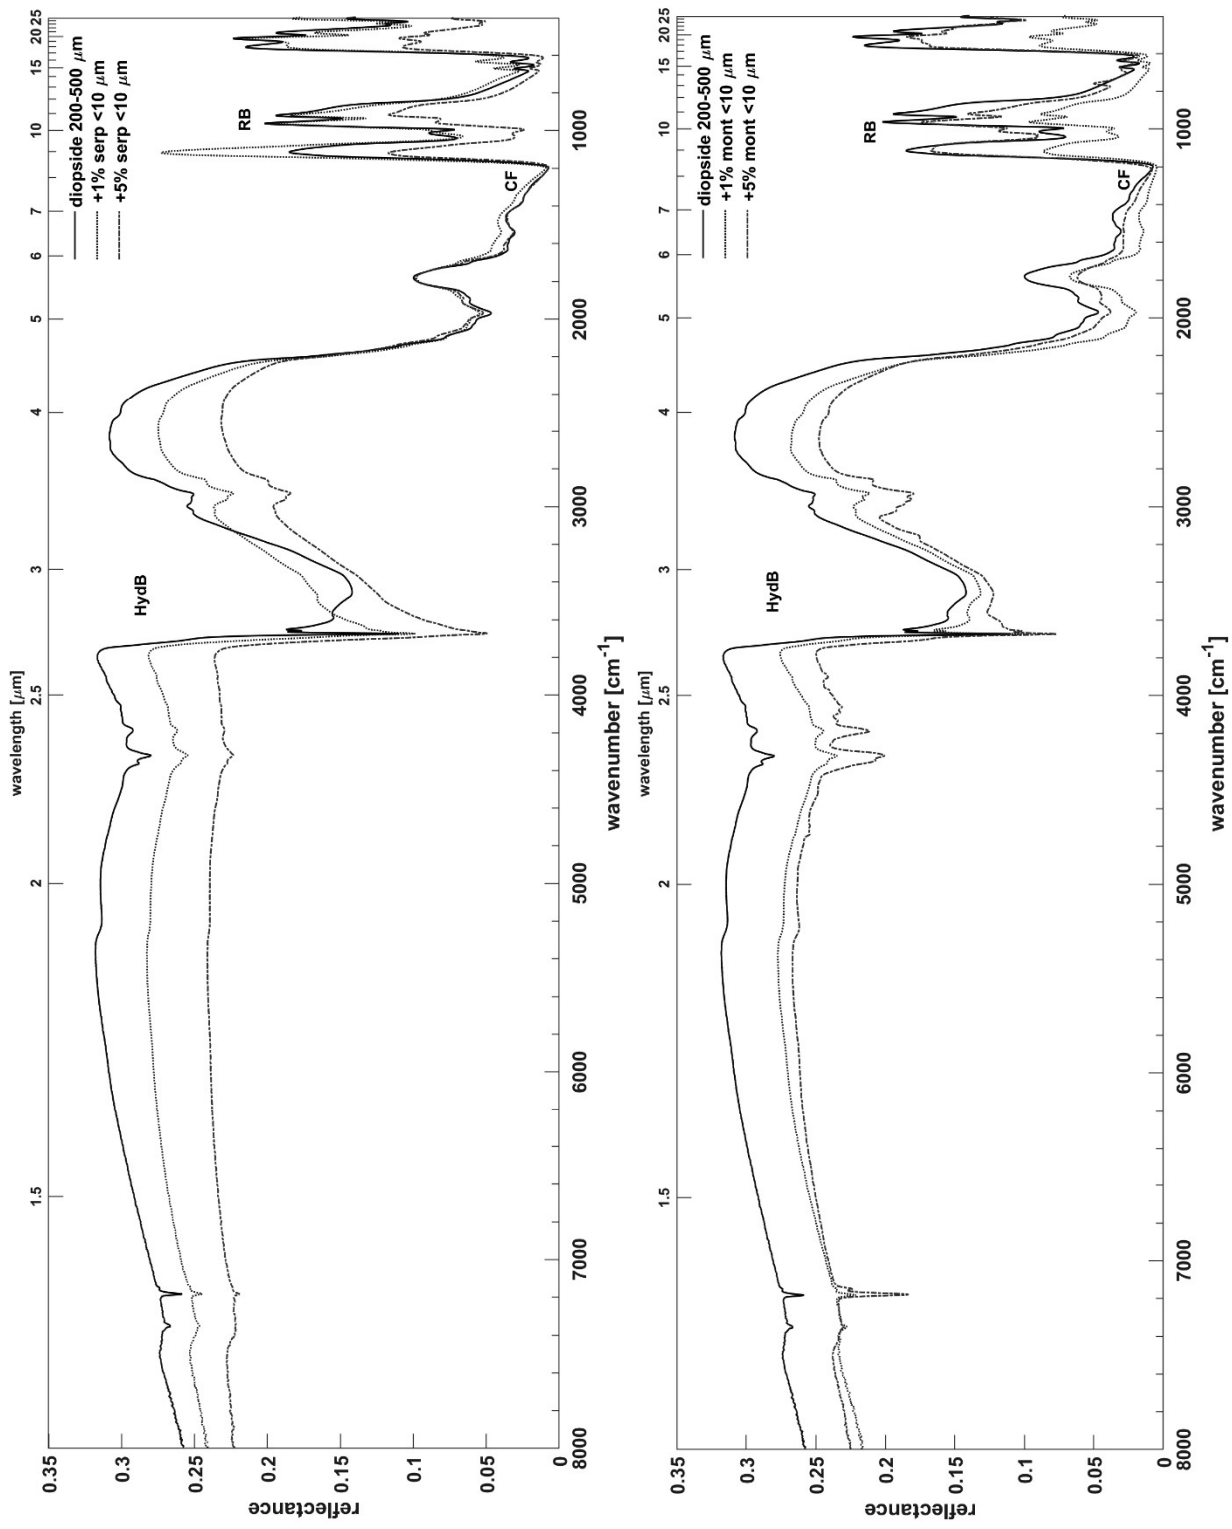 wavelength [μm]
1.5 2 2.5 3 4 5 6 7 10 15 20 25
diopside 200-500 μm
+1% serp <10 μm
+5% serp <10 μm
HydB
RB
CF
reflectance
0.35
0.3
0.25
0.2
0.15
0.1
0.05
0
8000 7000 6000 5000 4000 3000 2000 1000
wavenumber [cm⁻¹]
wavelength [μm]
1.5 2 2.5 3 4 5 6 7 10 15 20 25
diopside 200-500 μm
+1% mont <10 μm
+5% mont <10 μm
HydB
RB
CF
reflectance
0.35
0.3
0.25
0.2
0.15
0.1
0.05
0
8000 7000 6000 5000 4000 3000 2000 1000
wavenumber [cm⁻¹]